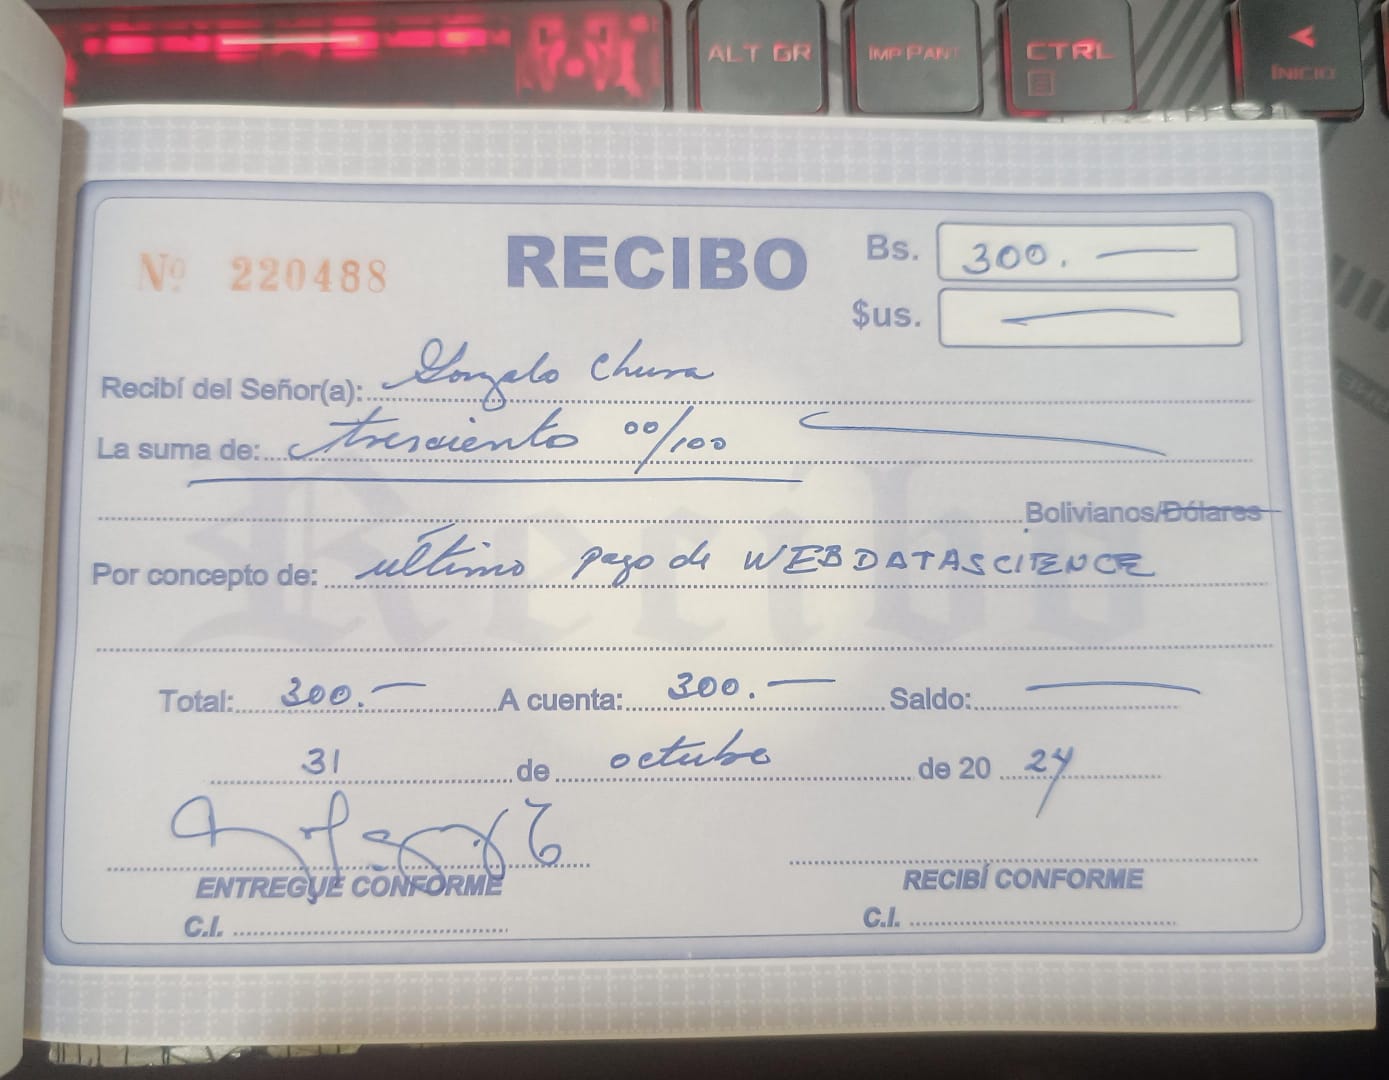 ALT GR
IMP PANT
CTRL
INICIO
Nº 220488
RECIBO
Bs. 300.
$us.
Recibí del Señor(a): Gonzalo Chura
La suma de: tresciento 00/100
Bolivianos/Dólares
Por concepto de: último pago de WEBDATASCIENCE
Total: 300. A cuenta: 300. Saldo:
31 de octubre de 20 24
ENTREGUE CONFORME
RECIBÍ CONFORME
C.I.
C.I.